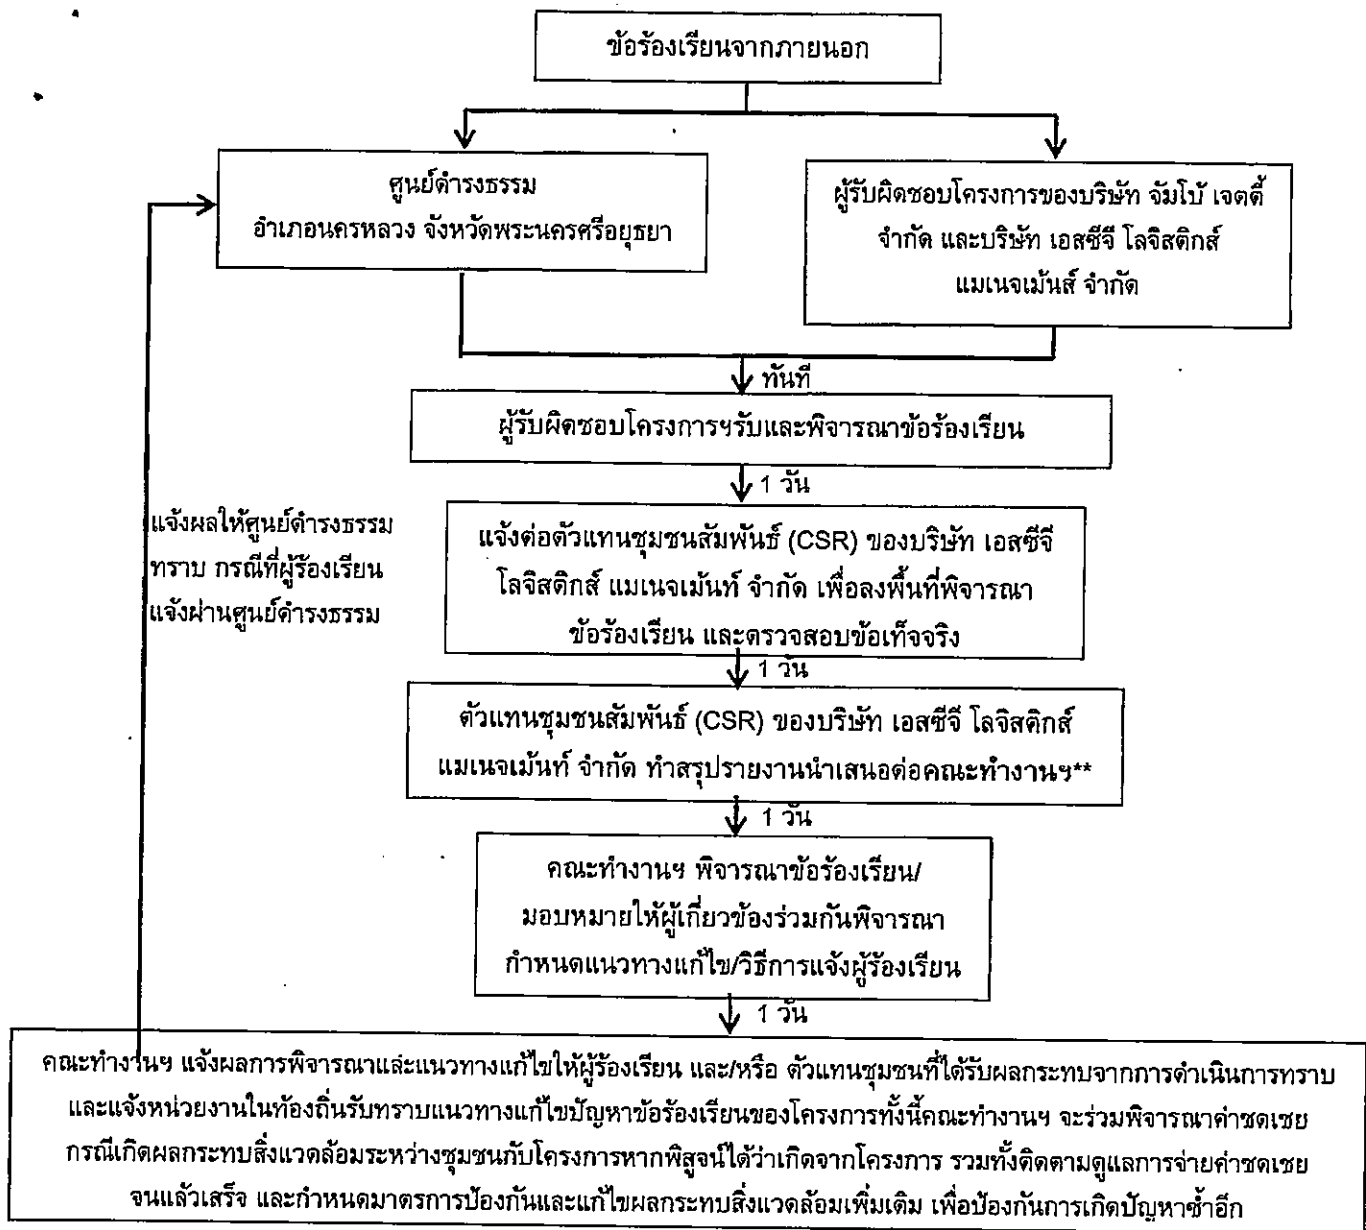 ข้อร้องเรียนจากภายนอก
ศูนย์ดำรงธรรม
อำเภอนครหลวง จังหวัดพระนครศรีอยุธยา
ผู้รับผิดชอบโครงการของบริษัท จัมโบ้ เจตตี้
จำกัด และบริษัท เอสซีจี โลจิสติกส์
แมเนจเม้นส์ จำกัด
ทันที
ผู้รับผิดชอบโครงการฯรับและพิจารณาข้อร้องเรียน
1 วัน
แจ้งต่อตัวแทนชุมชนสัมพันธ์ (CSR) ของบริษัท เอสซีจี
โลจิสติกส์ แมเนจเม้นท์ จำกัด เพื่อลงพื้นที่พิจารณา
ข้อร้องเรียน และตรวจสอบข้อเท็จจริง
แจ้งผลให้ศูนย์ดำรงธรรม
ทราบ กรณีที่ผู้ร้องเรียน
แจ้งผ่านศูนย์ดำรงธรรม
1 วัน
ตัวแทนชุมชนสัมพันธ์ (CSR) ของบริษัท เอสซีจี โลจิสติกส์
แมเนจเม้นท์ จำกัด ทำสรุปรายงานนำเสนอต่อคณะทำงานฯ**
1 วัน
คณะทำงานฯ พิจารณาข้อร้องเรียน/
มอบหมายให้ผู้เกี่ยวข้องร่วมกันพิจารณา
กำหนดแนวทางแก้ไข/วิธีการแจ้งผู้ร้องเรียน
1 วัน
คณะทำงานฯ แจ้งผลการพิจารณาและแนวทางแก้ไขให้ผู้ร้องเรียน และ/หรือ ตัวแทนชุมชนที่ได้รับผลกระทบจากการดำเนินการทราบ
และแจ้งหน่วยงานในท้องถิ่นรับทราบแนวทางแก้ไขปัญหาข้อร้องเรียนของโครงการทั้งนี้คณะทำงานฯ จะร่วมพิจารณาค่าชดเชย
กรณีเกิดผลกระทบสิ่งแวดล้อมระหว่างชุมชนกับโครงการหากพิสูจน์ได้ว่าเกิดจากโครงการ รวมทั้งติดตามดูแลการจ่ายค่าชดเชย
จนแล้วเสร็จ และกำหนดมาตรการป้องกันและแก้ไขผลกระทบสิ่งแวดล้อมเพิ่มเติม เพื่อป้องกันการเกิดปัญหาซ้ำอีก